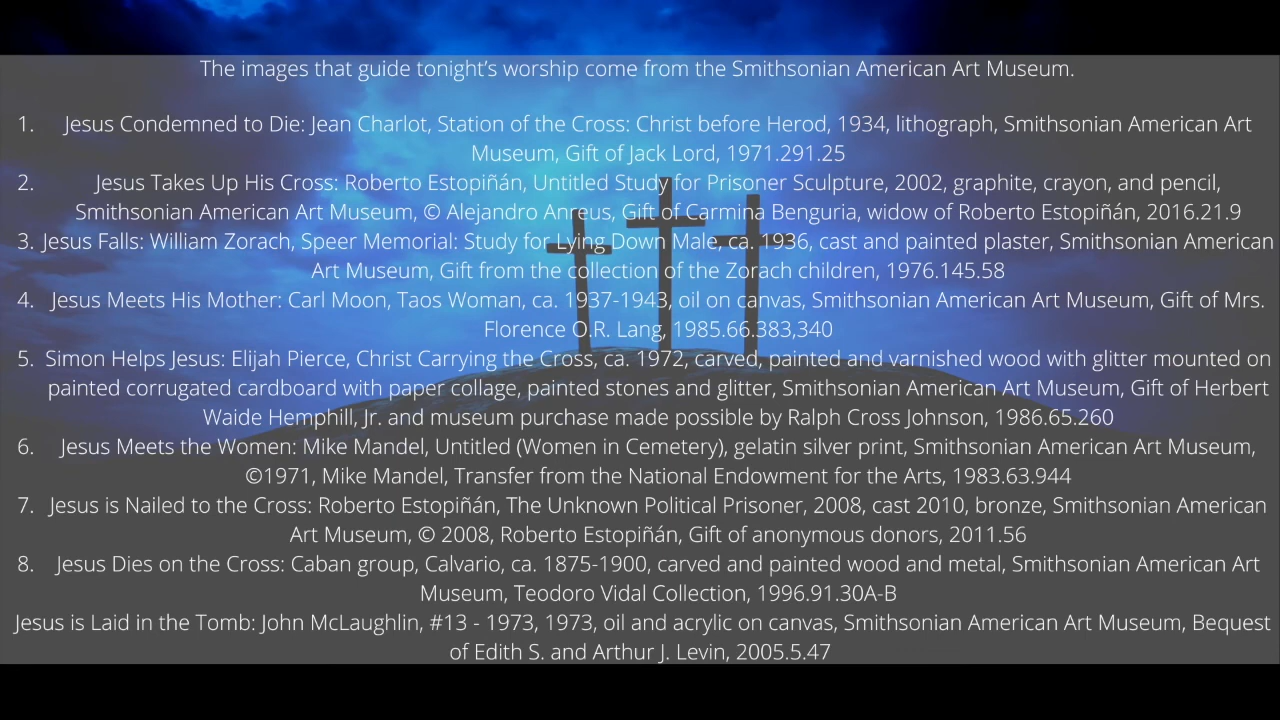 The images that guide tonight's worship come from the Smithsonian American Art Museum.
1. Jesus Condemned to Die: Jean Charlot, Station of the Cross: Christ before Herod, 1934, lithograph, Smithsonian American Art
Museum, Gift of Jack Lord, 1971.291.25
2. Jesus Takes Up His Cross: Roberto Estopiñán, Untitled Study for Prisoner Sculpture, 2002, graphite, crayon, and pencil,
Smithsonian American Art Museum, © Alejandro Anreus, Gift of Carmina Benguria, widow of Roberto Estopiñán, 2016.21.9
3. Jesus Falls: William Zorach, Speer Memorial: Study for Lying Down Male, ca. 1936, cast and painted plaster, Smithsonian American
Art Museum, Gift from the collection of the Zorach children, 1976.145.58
4. Jesus Meets His Mother: Carl Moon, Taos Woman, ca. 1937-1943, oil on canvas, Smithsonian American Art Museum, Gift of Mrs.
Florence O.R. Lang, 1985.66.383,340
5. Simon Helps Jesus: Elijah Pierce, Christ Carrying the Cross, ca. 1972, carved, painted and varnished wood with glitter mounted on
painted corrugated cardboard with paper collage, painted stones and glitter, Smithsonian American Art Museum, Gift of Herbert
Waide Hemphill, Jr. and museum purchase made possible by Ralph Cross Johnson, 1986.65.260
6. Jesus Meets the Women: Mike Mandel, Untitled (Women in Cemetery), gelatin silver print, Smithsonian American Art Museum,
©1971, Mike Mandel, Transfer from the National Endowment for the Arts, 1983.63.944
7. Jesus is Nailed to the Cross: Roberto Estopiñán, The Unknown Political Prisoner, 2008, cast 2010, bronze, Smithsonian American
Art Museum, © 2008, Roberto Estopiñán, Gift of anonymous donors, 2011.56
8. Jesus Dies on the Cross: Caban group, Calvario, ca. 1875-1900, carved and painted wood and metal, Smithsonian American Art
Museum, Teodoro Vidal Collection, 1996.91.30A-B
Jesus is Laid in the Tomb: John McLaughlin, #13 - 1973, 1973, oil and acrylic on canvas, Smithsonian American Art Museum, Bequest
of Edith S. and Arthur J. Levin, 2005.5.47